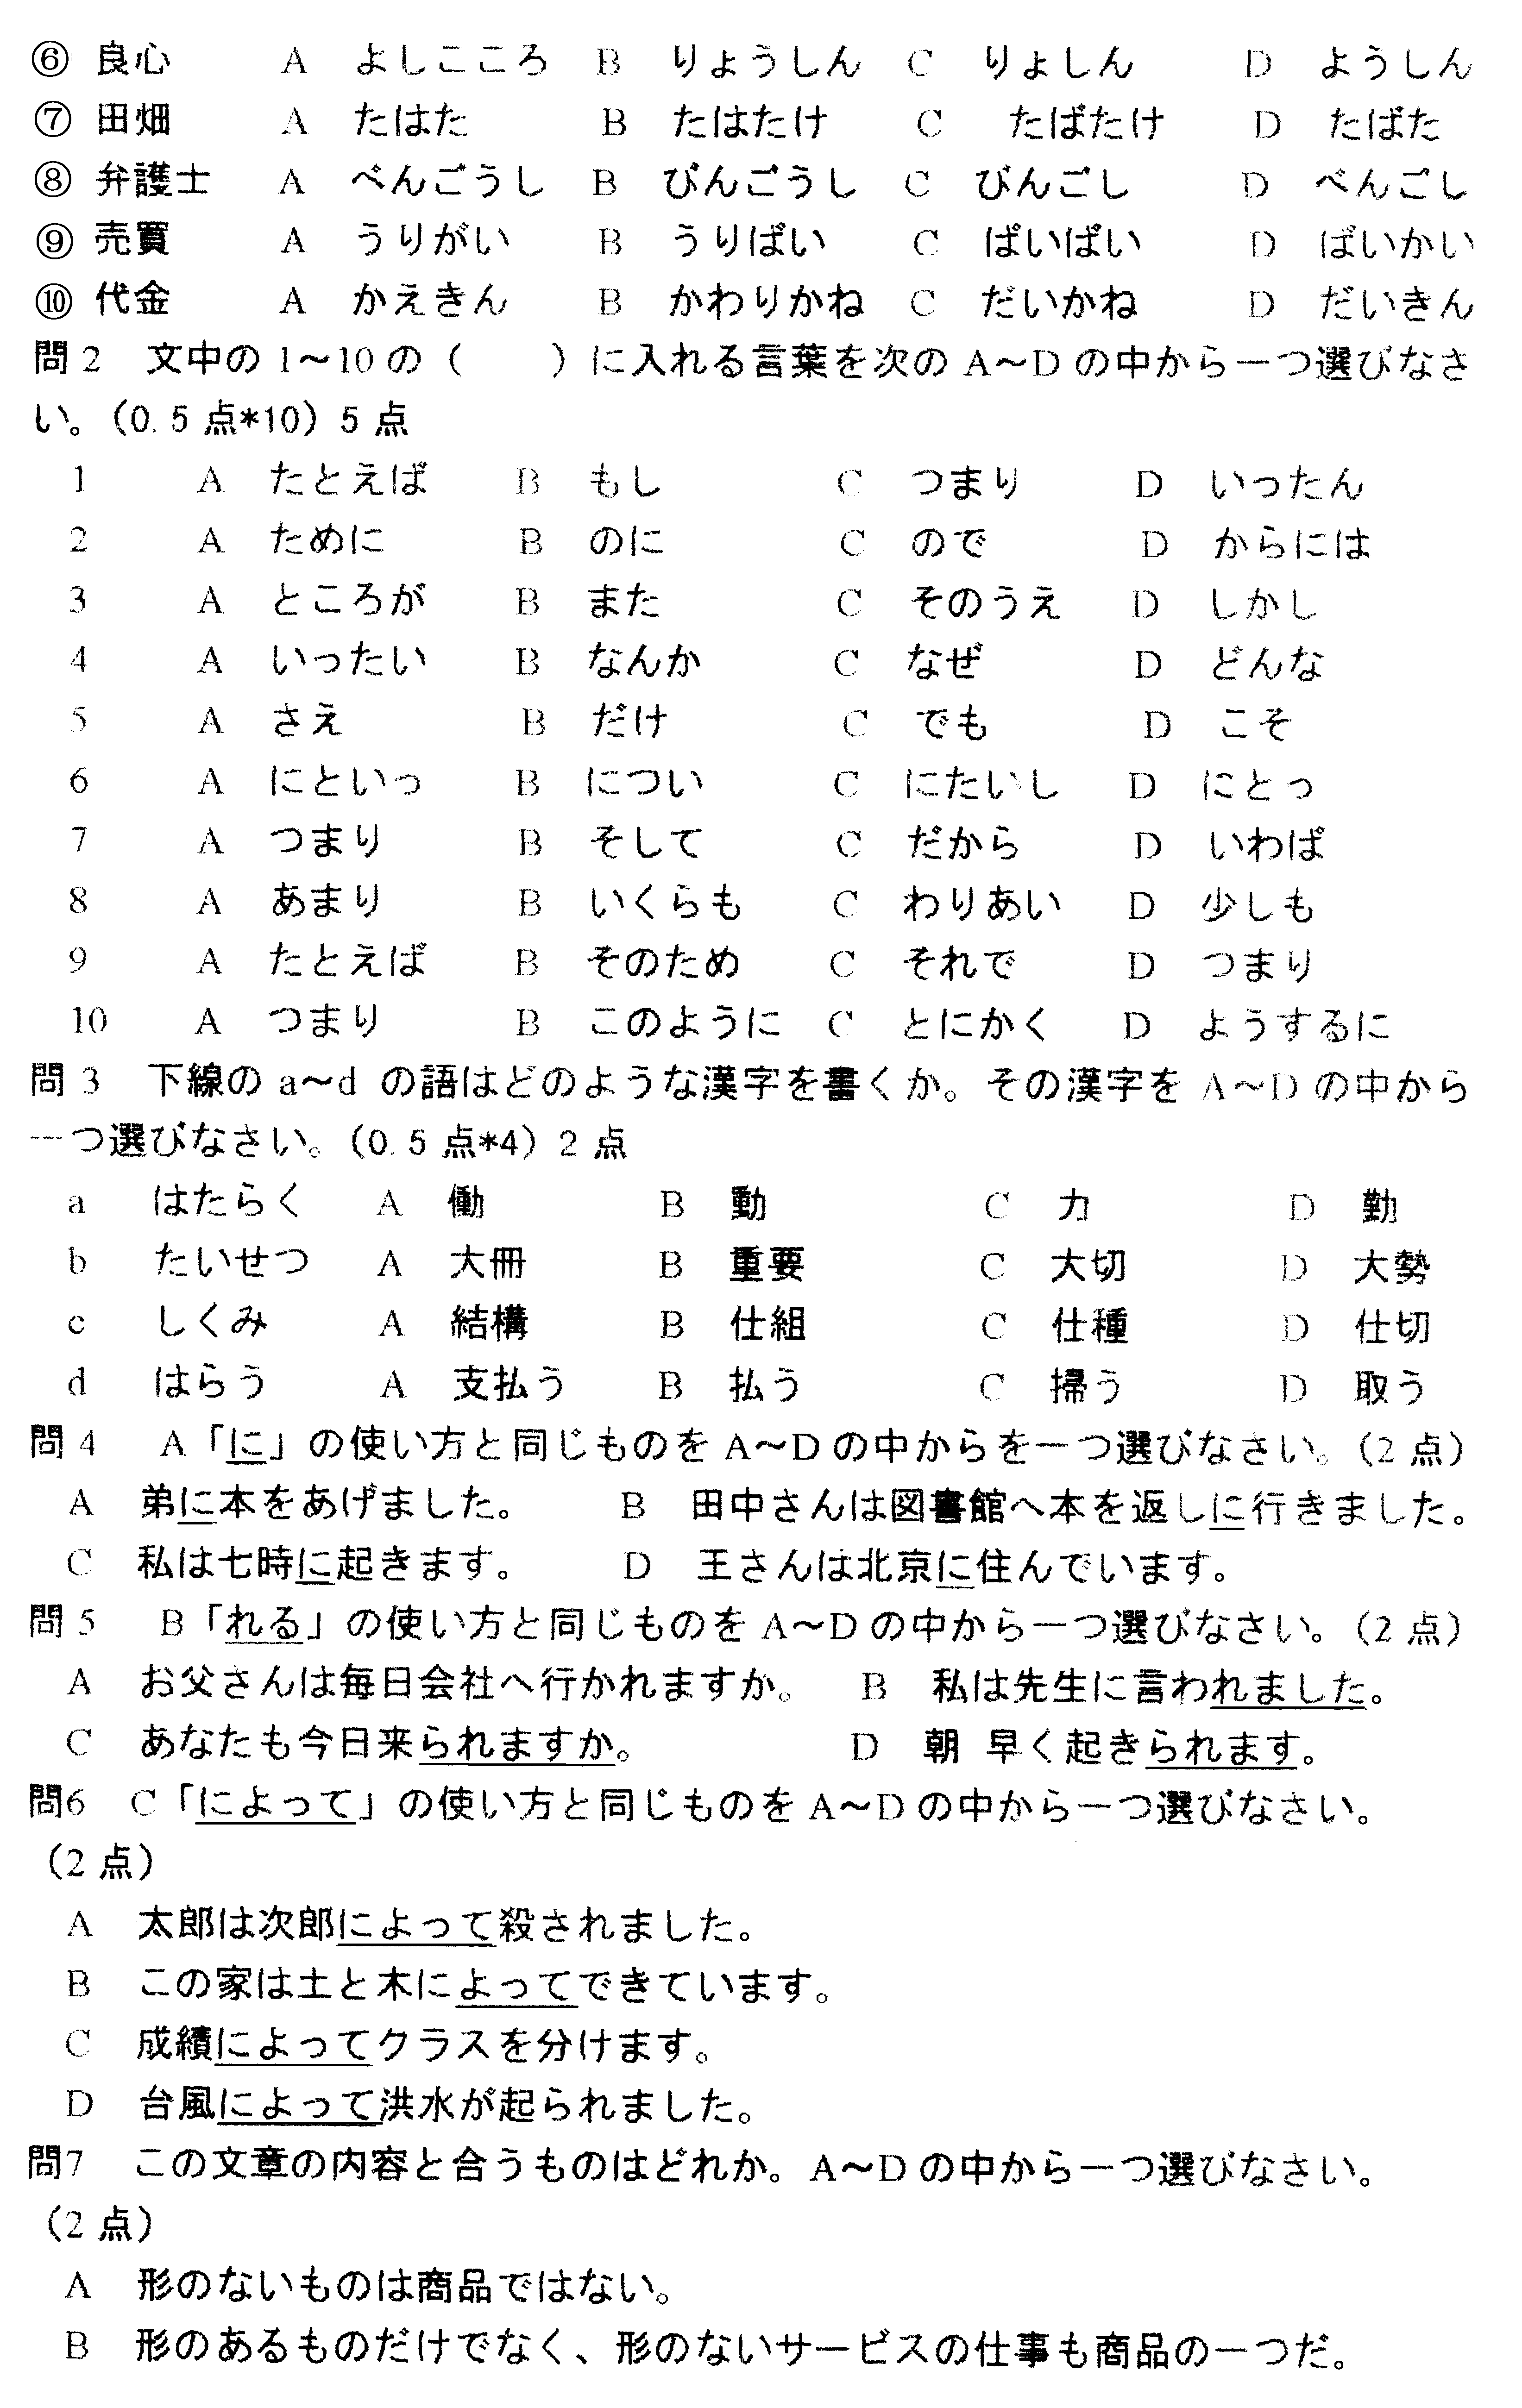 ⑥ 良心 A よしこころ B りょうしん C りょしん D ようしん
⑦ 田畑 A たはた B たはたけ C たばたけ D たばた
⑧ 弁護士 A べんごうし B びんごうし C びんごし D べんごし
⑨ 売買 A うりがい B うりばい C ばいばい D ばいかい
⑩ 代金 A かえきん B かわりかね C だいかね D だいきん
問2 文中の1～10の（ ）に入れる言葉を次のA～Dの中から一つ選びなさ
い。（0.5点*10）5点
1 A たとえば B もし C つまり D いったん
2 A ために B のに C ので D からには
3 A ところが B また C そのうえ D しかし
4 A いったい B なんか C なぜ D どんな
5 A さえ B だけ C でも D こそ
6 A にといっ B につい C にたいし D にとっ
7 A つまり B そして C だから D いわば
8 A あまり B いくらも C わりあい D 少しも
9 A たとえば B そのため C それで D つまり
10 A つまり B このように C とにかく D ようするに
問3 下線のa～dの語はどのような漢字を書くか。その漢字をA～Dの中から
一つ選びなさい。（0.5点*4）2点
a はたらく A 働 B 動 C 力 D 勤
b たいせつ A 大冊 B 重要 C 大切 D 大勢
c しくみ A 結構 B 仕組 C 仕種 D 仕切
d はらう A 支払う B 払う C 掃う D 取う
問4 A「に」の使い方と同じものをA～Dの中からを一つ選びなさい。（2点）
A 弟に本をあげました。 B 田中さんは図書館へ本を返しに行きました。
C 私は七時に起きます。 D 王さんは北京に住んでいます。
問5 B「れる」の使い方と同じものをA～Dの中から一つ選びなさい。（2点）
A お父さんは毎日会社へ行かれますか。 B 私は先生に言われました。
C あなたも今日来られますか。 D 朝 早く起きられます。
問6 C「によって」の使い方と同じものをA～Dの中から一つ選びなさい。
（2点）
A 太郎は次郎によって殺されました。
B この家は土と木によってできています。
C 成績によってクラスを分けます。
D 台風によって洪水が起られました。
問7 この文章の内容と合うものはどれか。A～Dの中から一つ選びなさい。
（2点）
A 形のないものは商品ではない。
B 形のあるものだけでなく、形のないサービスの仕事も商品の一つだ。